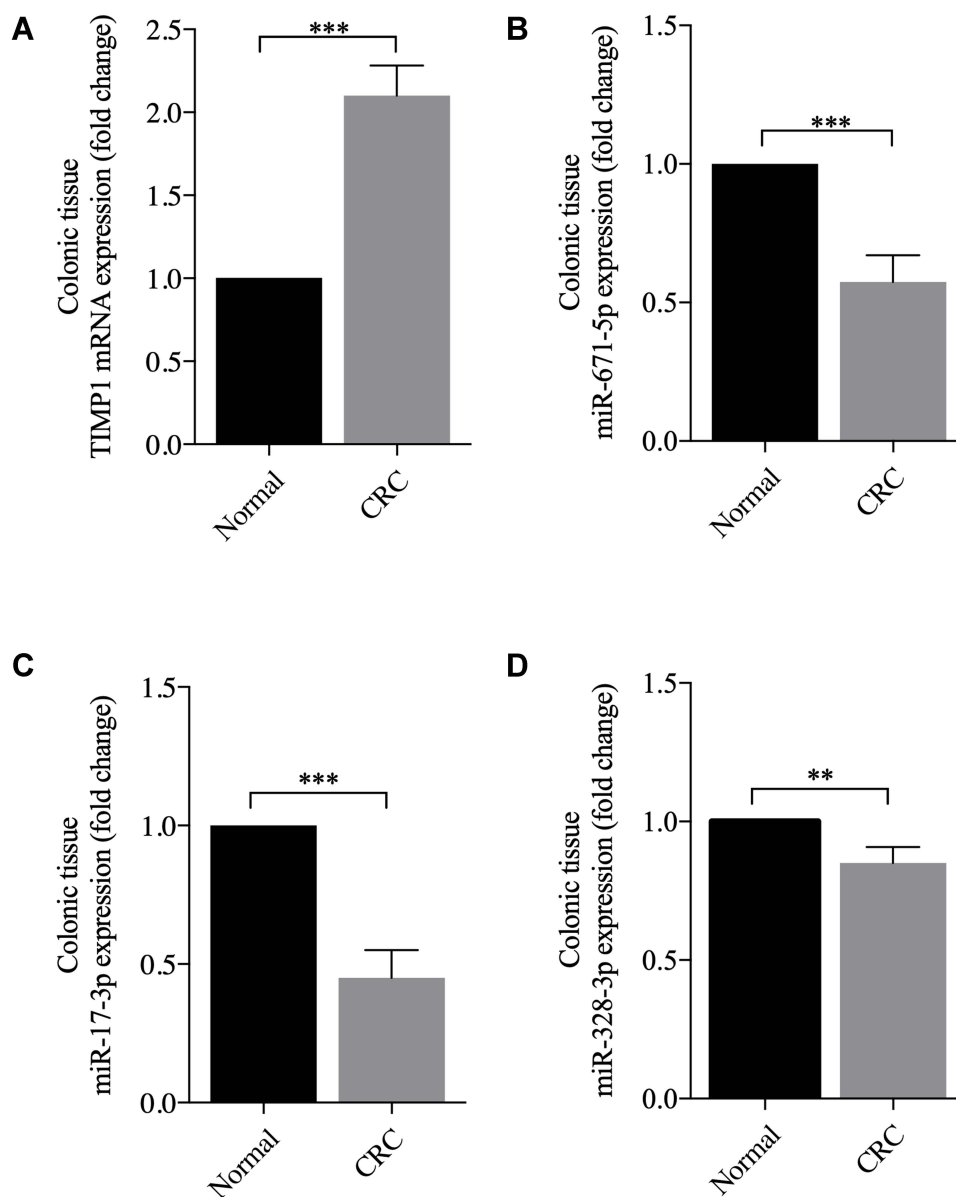 A
Colonic tissue
TIMP1 mRNA expression (fold change)
2.5
2.0
1.5
1.0
0.5
0.0
***
Normal
CRC
B
Colonic tissue
miR-671-5p expression (fold change)
1.5
1.0
0.5
0.0
***
Normal
CRC
C
Colonic tissue
miR-17-3p expression (fold change)
1.5
1.0
0.5
0.0
***
Normal
CRC
D
Colonic tissue
miR-328-3p expression (fold change)
1.5
1.0
0.5
0.0
**
Normal
CRC